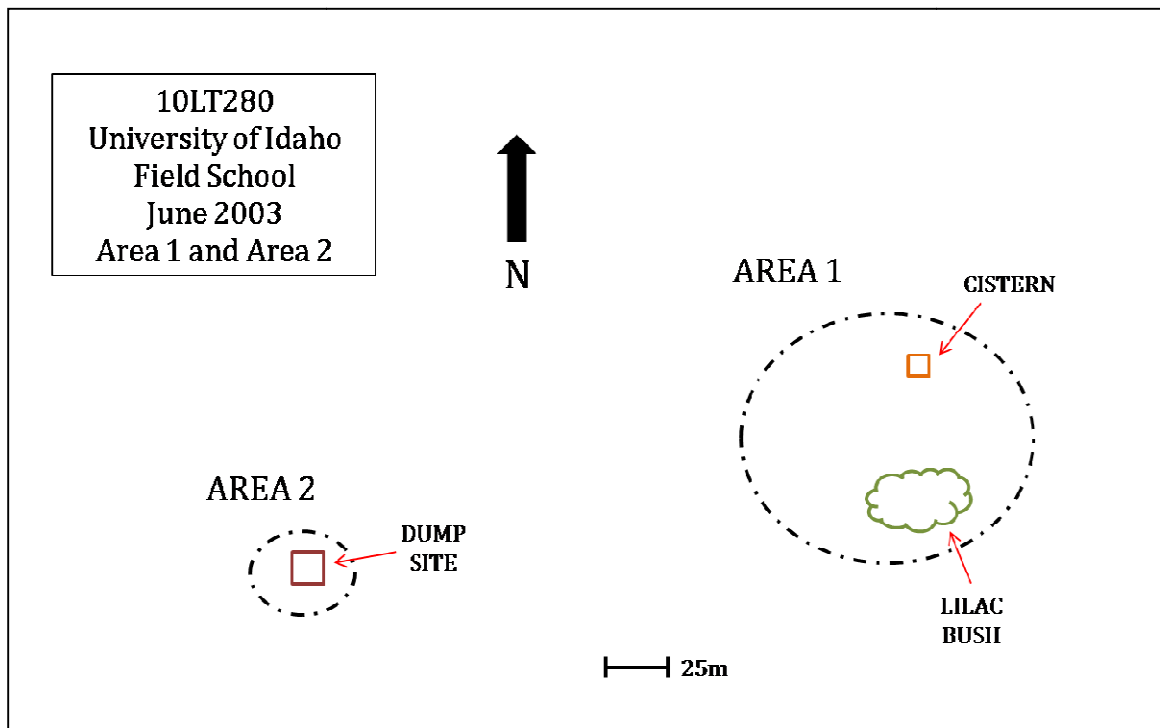 10LT280
University of Idaho
Field School
June 2003
Area 1 and Area 2
N
AREA 1
CISTERN
AREA 2
DUMP
SITE
LILAC
BUSH
25m